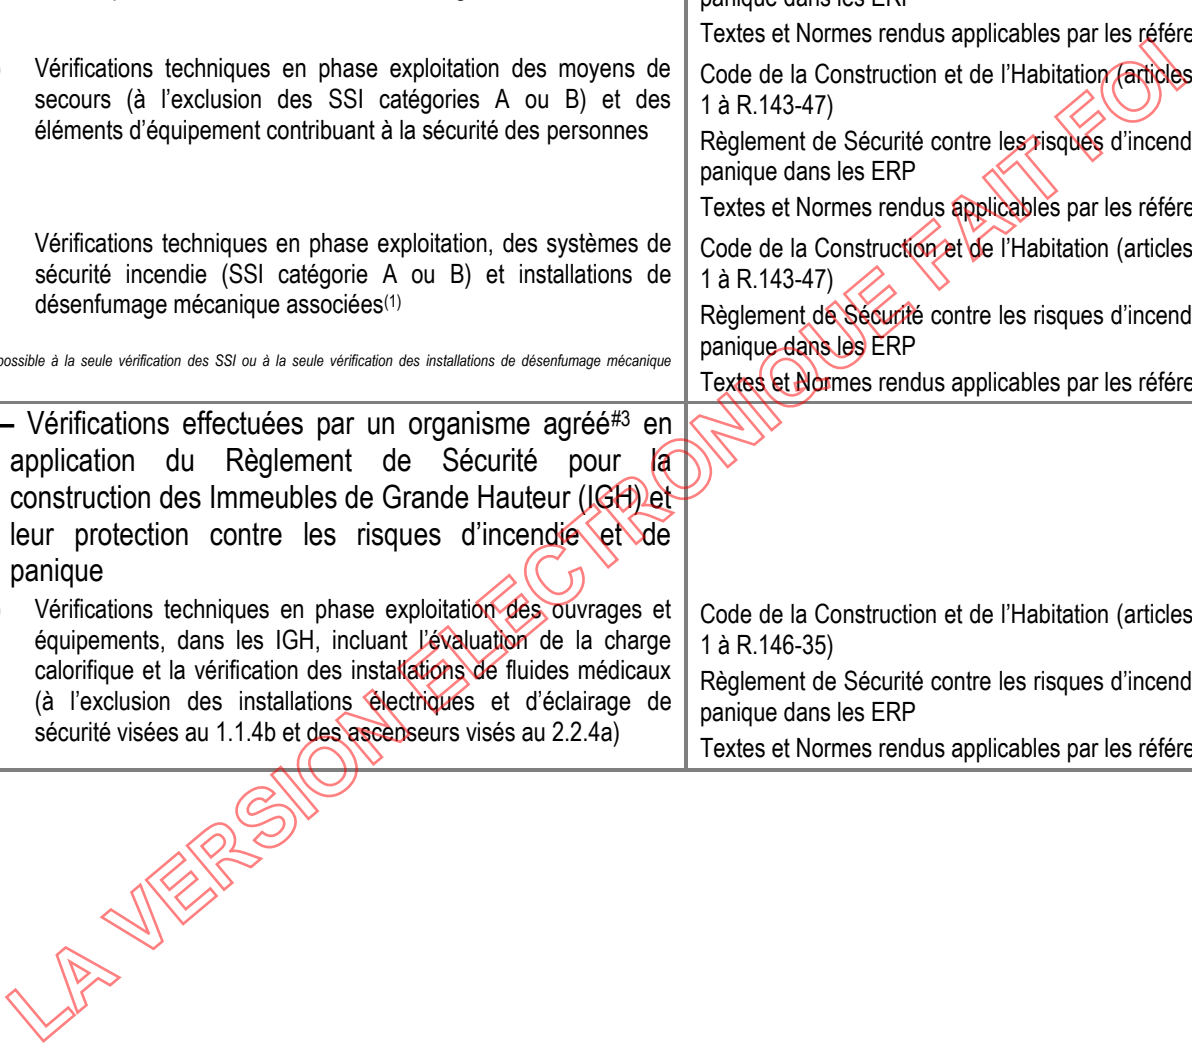 panique dans les ERP
Textes et Normes rendus applicables par les référe
Vérifications techniques en phase exploitation des moyens de
secours (à l'exclusion des SSI catégories A ou B) et des
éléments d'équipement contribuant à la sécurité des personnes
Code de la Construction et de l'Habitation (articles
1 à R.143-47)
Règlement de Sécurité contre les risques d'incend
panique dans les ERP
Textes et Normes rendus applicables par les référe
Vérifications techniques en phase exploitation, des systèmes de
sécurité incendie (SSI catégorie A ou B) et installations de
désenfumage mécanique associées(1)
possible à la seule vérification des SSI ou à la seule vérification des installations de désenfumage mécanique
Code de la Construction et de l'Habitation (articles
1 à R.143-47)
Règlement de Sécurité contre les risques d'incend
panique dans les ERP
Textes et Normes rendus applicables par les référe
– Vérifications effectuées par un organisme agréé#3 en
application du Règlement de Sécurité pour la
construction des Immeubles de Grande Hauteur (IGH) et
leur protection contre les risques d'incendie et de
panique
Vérifications techniques en phase exploitation des ouvrages et
équipements, dans les IGH, incluant l'évaluation de la charge
calorifique et la vérification des installations de fluides médicaux
(à l'exclusion des installations électriques et d'éclairage de
sécurité visées au 1.1.4b et des ascenseurs visés au 2.2.4a)
Code de la Construction et de l'Habitation (articles
1 à R.146-35)
Règlement de Sécurité contre les risques d'incend
panique dans les ERP
Textes et Normes rendus applicables par les référe
LA VERSION ELECTRONIQUE FAIT FOI